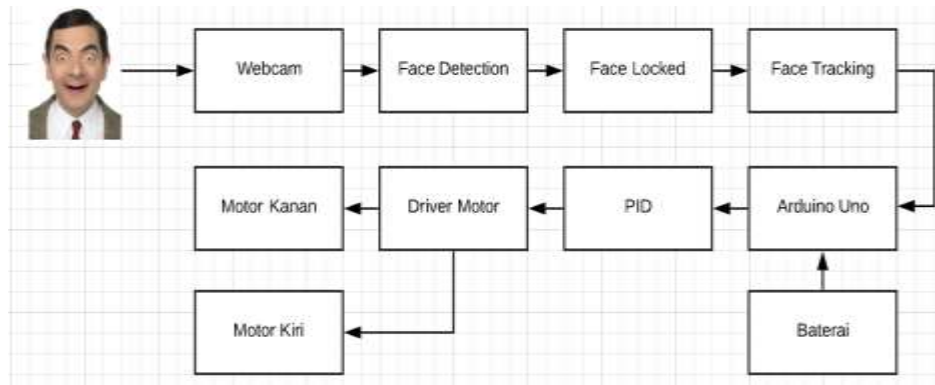 Webcam
Face Detection
Face Locked
Face Tracking
Motor Kanan
Driver Motor
PID
Arduino Uno
Motor Kiri
Baterai